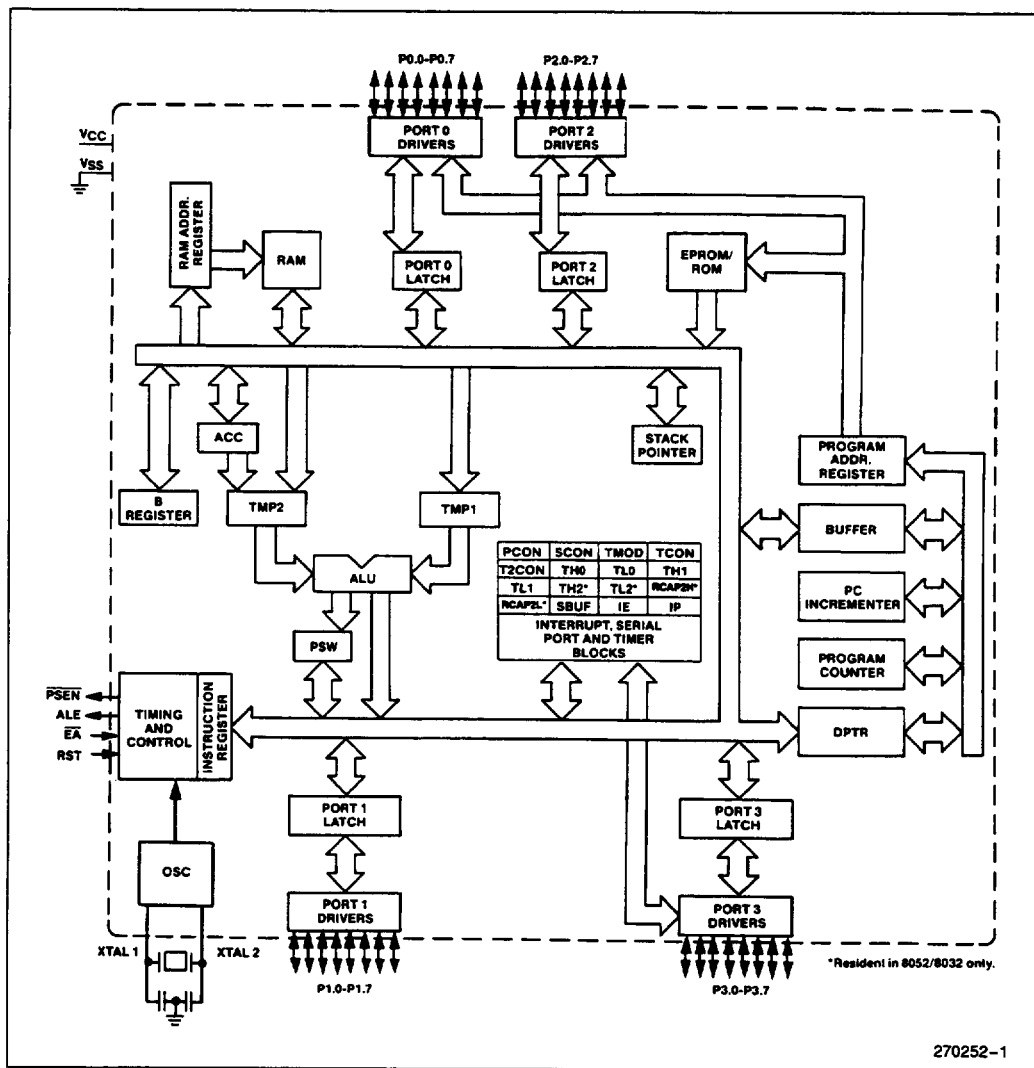 P0.0-P0.7
P2.0-P2.7
VCC
VSS
PORT 0
DRIVERS
PORT 2
DRIVERS
RAM ADDR.
REGISTER
RAM
PORT 0
LATCH
PORT 2
LATCH
EPROM/
ROM
B
REGISTER
ACC
TMP2
TMP1
ALU
PSW
STACK
POINTER
PROGRAM
ADDR.
REGISTER
BUFFER
PC
INCREMENTER
PROGRAM
COUNTER
DPTR
PCON SCON TMOD TCON
T2CON TH0 TL0 TH1
TL1 TH2* TL2* RCAP2H*
RCAP2L* SBUF IE IP
INTERRUPT, SERIAL
PORT AND TIMER
BLOCKS
PSEN
ALE
EA
RST
TIMING
AND
CONTROL
INSTRUCTION
REGISTER
OSC
XTAL 1
XTAL 2
PORT 1
LATCH
PORT 1
DRIVERS
P1.0-P1.7
PORT 3
LATCH
PORT 3
DRIVERS
P3.0-P3.7
*Resident in 8052/8032 only.
270252-1